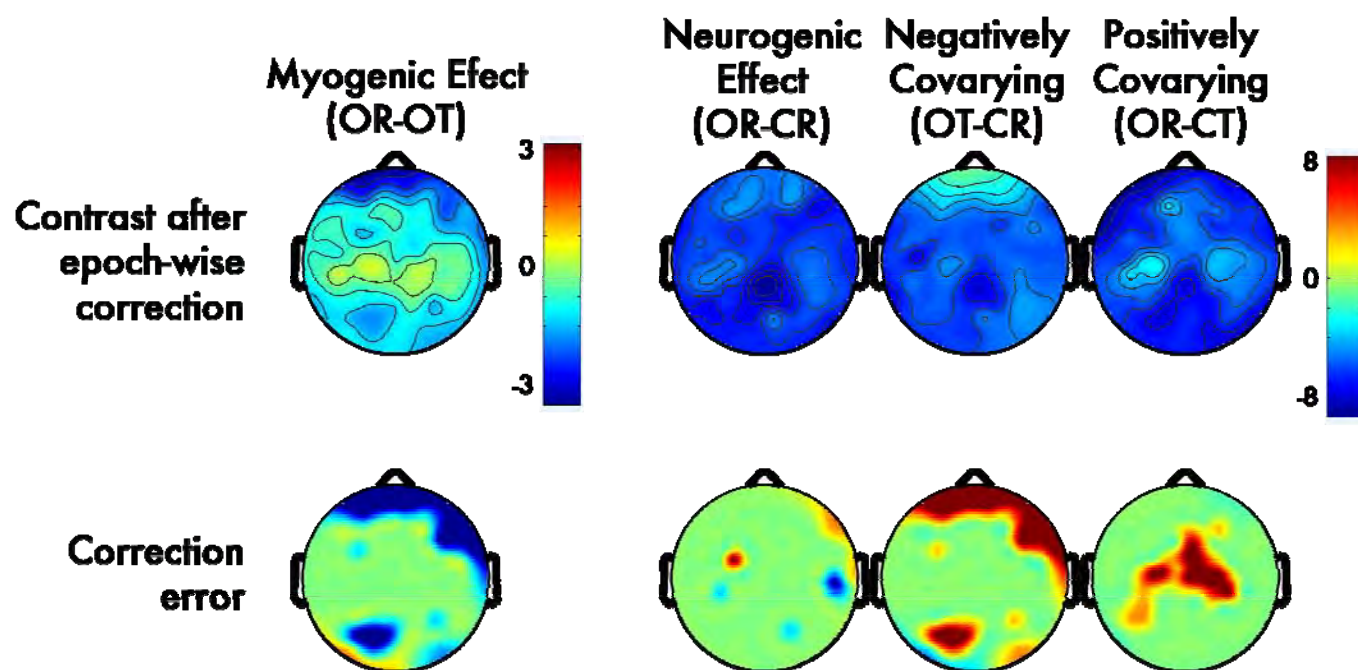 Myogenic Efect
(OR-OT)
Neurogenic
Effect
(OR-CR)
Negatively
Covarying
(OT-CR)
Positively
Covarying
(OR-CT)
Contrast after
epoch-wise
correction
3
0
-3
8
0
-8
Correction
error